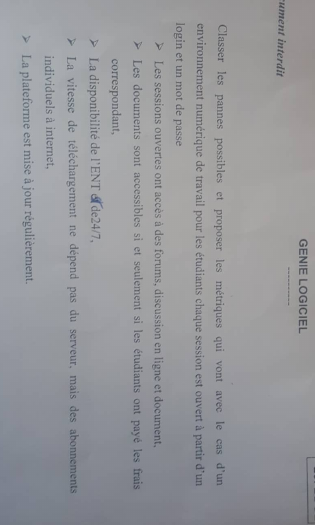 GENIE LOGICIEL
ument interdit
Classer les pannes possibles et proposer les métriques qui vont avec le cas d'un
environnement numérique de travail pour les étudiants chaque session est ouvert à partir d'un
login et un mor de passe
➢ Les sessions ouvertes ont accès à des forums, discussion en ligne et document,
➢ Les documents sont accessibles si et seulement si les étudiants ont payé les frais
correspondant,
➢ La disponibilité de l'ENT de24/7,
➢ La vitesse de téléchargement ne dépend pas du serveur, mais des abonnements
individuels à internet,
➢ La plateforme est mise à jour régulièrement.